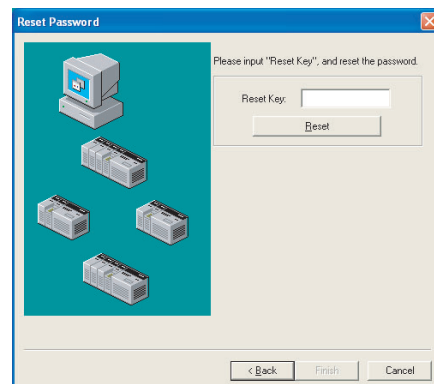 Reset Password
Please input "Reset Key", and reset the password.
Reset Key:
Reset
< Back
Finish
Cancel